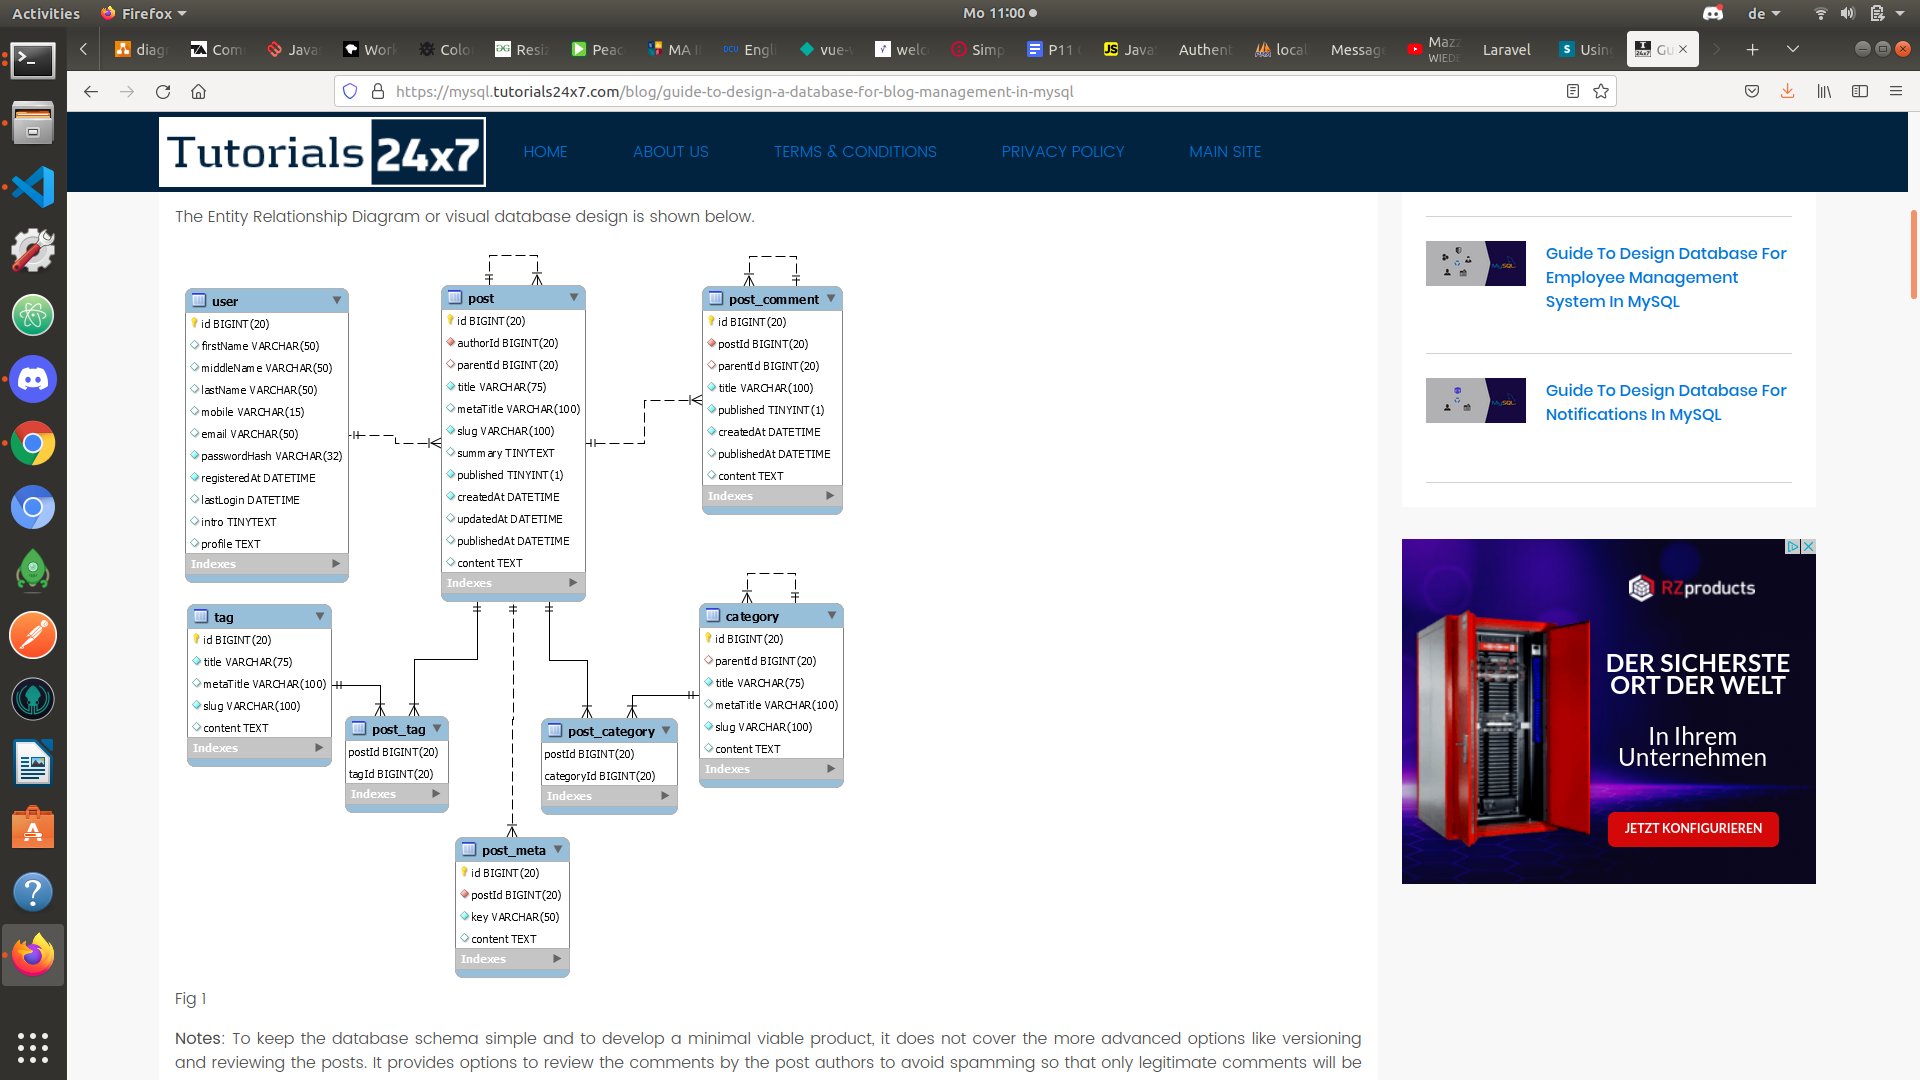 Activities
Firefox
Mo 11:00
de
diag
Com
Java
Work
Colo
Resiz
Peac
MA I
Engli
vue-
welc
Simp
P11
Java
Authent
local
Message
Mazz
WIEDE
Laravel
Using
Gu
https://mysql.tutorials24x7.com/blog/guide-to-design-a-database-for-blog-management-in-mysql
Tutorials 24x7
HOME
ABOUT US
TERMS & CONDITIONS
PRIVACY POLICY
MAIN SITE
The Entity Relationship Diagram or visual database design is shown below.
user
id BIGINT(20)
firstName VARCHAR(50)
middleName VARCHAR(50)
lastName VARCHAR(50)
mobile VARCHAR(15)
email VARCHAR(50)
passwordHash VARCHAR(32)
registeredAt DATETIME
lastLogin DATETIME
intro TINYTEXT
profile TEXT
Indexes
post
id BIGINT(20)
authorId BIGINT(20)
parentId BIGINT(20)
title VARCHAR(75)
metaTitle VARCHAR(100)
slug VARCHAR(100)
summary TINYTEXT
published TINYINT(1)
createdAt DATETIME
updatedAt DATETIME
publishedAt DATETIME
content TEXT
Indexes
post_comment
id BIGINT(20)
postId BIGINT(20)
parentId BIGINT(20)
title VARCHAR(100)
published TINYINT(1)
createdAt DATETIME
publishedAt DATETIME
content TEXT
Indexes
tag
id BIGINT(20)
title VARCHAR(75)
metaTitle VARCHAR(100)
slug VARCHAR(100)
content TEXT
Indexes
post_tag
postId BIGINT(20)
tagId BIGINT(20)
Indexes
post_category
postId BIGINT(20)
categoryId BIGINT(20)
Indexes
category
id BIGINT(20)
parentId BIGINT(20)
title VARCHAR(75)
metaTitle VARCHAR(100)
slug VARCHAR(100)
content TEXT
Indexes
post_meta
id BIGINT(20)
postId BIGINT(20)
key VARCHAR(50)
content TEXT
Indexes
Fig 1
Notes: To keep the database schema simple and to develop a minimal viable product, it does not cover the more advanced options like versioning
and reviewing the posts. It provides options to review the comments by the post authors to avoid spamming so that only legitimate comments will be
Guide To Design Database For
Employee Management
System In MySQL
Guide To Design Database For
Notifications In MySQL
RZproducts
DER SICHERSTE
ORT DER WELT
In Ihrem
Unternehmen
JETZT KONFIGURIEREN